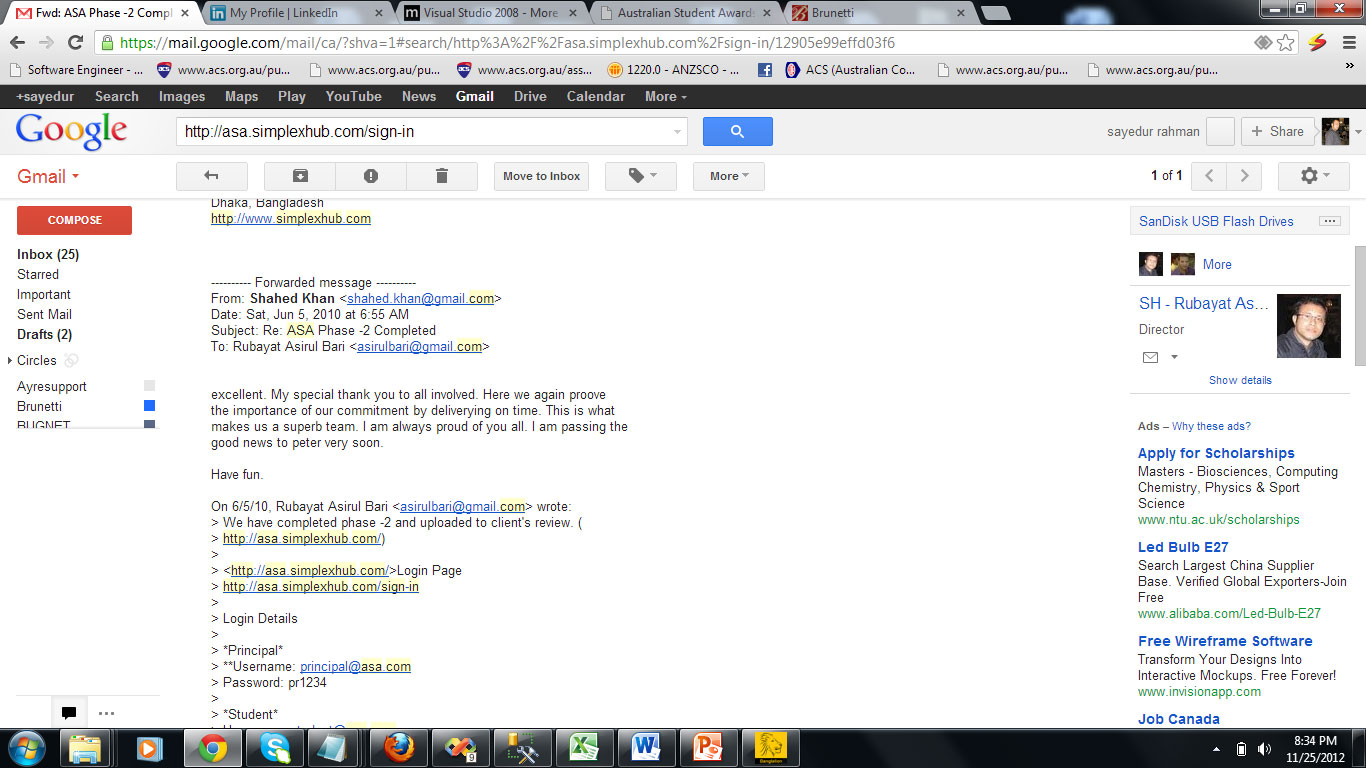 Fwd: ASA Phase -2 Compl
My Profile | LinkedIn
Visual Studio 2008 - More
Australian Student Award
Brunetti
https://mail.google.com/mail/ca/?shva=1#search/http%3A%2F%2Fasa.simplexhub.com%2Fsign-in/12905e99effd03f6
Software Engineer - ...
www.acs.org.au/pu...
www.acs.org.au/pu...
www.acs.org.au/ass...
1220.0 - ANZSCO - ...
ACS (Australian Co...
www.acs.org.au/pu...
www.acs.org.au/pu...
+sayedur Search Images Maps Play YouTube News Gmail Drive Calendar More
Google
http://asa.simplexhub.com/sign-in
sayedur rahman
+ Share
Gmail
Move to Inbox
More
1 of 1
COMPOSE
Inbox (25)
Starred
Important
Sent Mail
Drafts (2)
Circles
Ayresupport
Brunetti
BUGNET
Dhaka, Bangladesh
http://www.simplexhub.com
---------- Forwarded message ----------
From: Shahed Khan <shahed.khan@gmail.com>
Date: Sat, Jun 5, 2010 at 6:55 AM
Subject: Re: ASA Phase -2 Completed
To: Rubayat Asirul Bari <asirulbari@gmail.com>
excellent. My special thank you to all involved. Here we again proove
the importance of our commitment by deliverying on time. This is what
makes us a superb team. I am always proud of you all. I am passing the
good news to peter very soon.
Have fun.
On 6/5/10, Rubayat Asirul Bari <asirulbari@gmail.com> wrote:
> We have completed phase -2 and uploaded to client's review. (
> http://asa.simplexhub.com/)
>
> <http://asa.simplexhub.com/>Login Page
> http://asa.simplexhub.com/sign-in
>
> Login Details
>
> *Principal*
> **Username: principal@asa.com
> Password: pr1234
>
> *Student*
SanDisk USB Flash Drives
More
SH - Rubayat As...
Director
Show details
Ads – Why these ads?
Apply for Scholarships
Masters - Biosciences, Computing
Chemistry, Physics & Sport
Science
www.ntu.ac.uk/scholarships
Led Bulb E27
Search Largest China Supplier
Base. Verified Global Exporters-Join
Free
www.alibaba.com/Led-Bulb-E27
Free Wireframe Software
Transform Your Designs Into
Interactive Mockups. Free Forever!
www.invisionapp.com
Job Canada
9
8:34 PM
11/25/2012